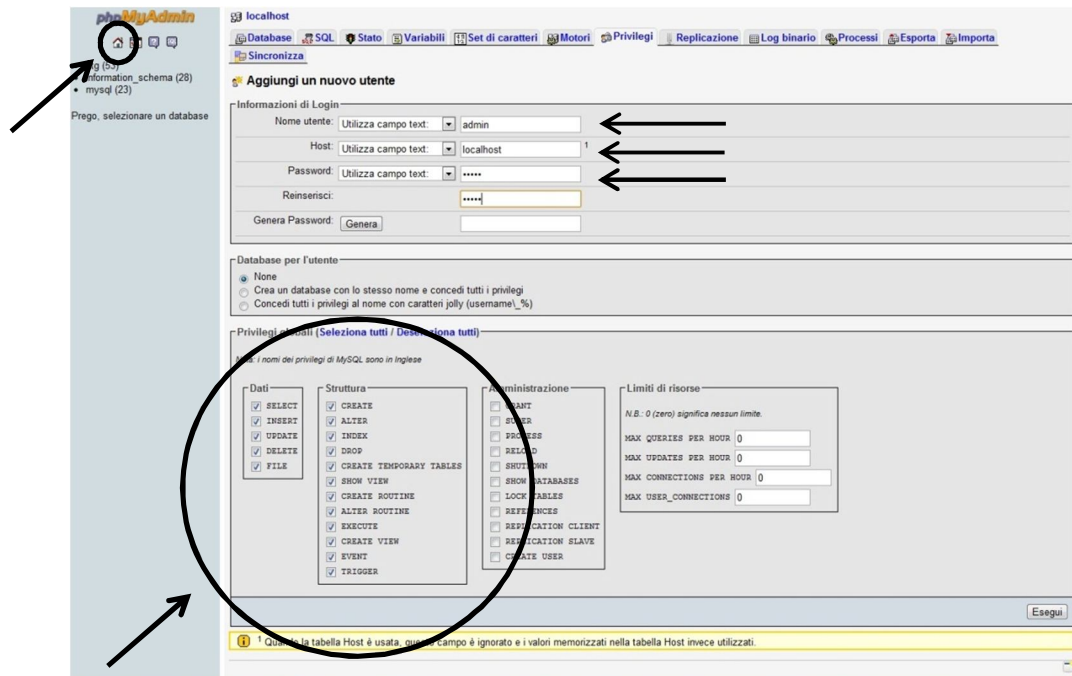 phpMyAdmin
(53)
information_schema (28)
mysql (23)
Prego, selezionare un database
localhost
Database SQL Stato Variabili Set di caratteri Motori Privilegi Replicazione Log binario Processi Esporta Importa
Sincronizza
Aggiungi un nuovo utente
Informazioni di Login
Nome utente: Utilizza campo text: admin
Host: Utilizza campo text: localhost 1
Password: Utilizza campo text: •••••
Reinserisci: •••••
Genera Password: Genera
Database per l'utente
None
Crea un database con lo stesso nome e concedi tutti i privilegi
Concedi tutti i privilegi al nome con caratteri jolly (username\_%)
Privilegi globali (Seleziona tutti / Deseleziona tutti)
Nota: i nomi dei privilegi di MySQL sono in Inglese
Dati
SELECT
INSERT
UPDATE
DELETE
FILE
Struttura
CREATE
ALTER
INDEX
DROP
CREATE TEMPORARY TABLES
SHOW VIEW
CREATE ROUTINE
ALTER ROUTINE
EXECUTE
CREATE VIEW
EVENT
TRIGGER
Amministrazione
GRANT
SUPER
PROCESS
RELOAD
SHUTDOWN
SHOW DATABASES
LOCK TABLES
REFERENCES
REPLICATION CLIENT
REPLICATION SLAVE
CREATE USER
Limiti di risorse
N.B.: 0 (zero) significa nessun limite.
MAX QUERIES PER HOUR 0
MAX UPDATES PER HOUR 0
MAX CONNECTIONS PER HOUR 0
MAX USER_CONNECTIONS 0
Esegui
1 Quando la tabella Host è usata, questo campo è ignorato e i valori memorizzati nella tabella Host invece utilizzati.